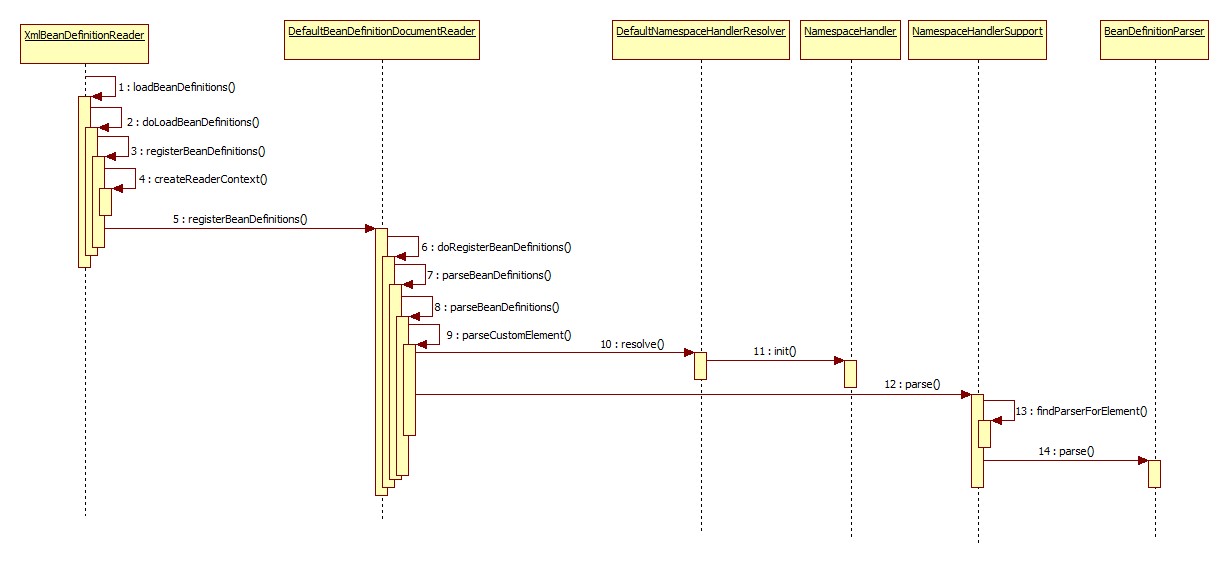 XmlBeanDefinitionReader
DefaultBeanDefinitionDocumentReader
DefaultNamespaceHandlerResolver
NamespaceHandler
NamespaceHandlerSupport
BeanDefinitionParser
1 : loadBeanDefinitions()
2 : doLoadBeanDefinitions()
3 : registerBeanDefinitions()
4 : createReaderContext()
5 : registerBeanDefinitions()
6 : doRegisterBeanDefinitions()
7 : parseBeanDefinitions()
8 : parseBeanDefinitions()
9 : parseCustomElement()
10 : resolve()
11 : init()
12 : parse()
13 : findParserForElement()
14 : parse()